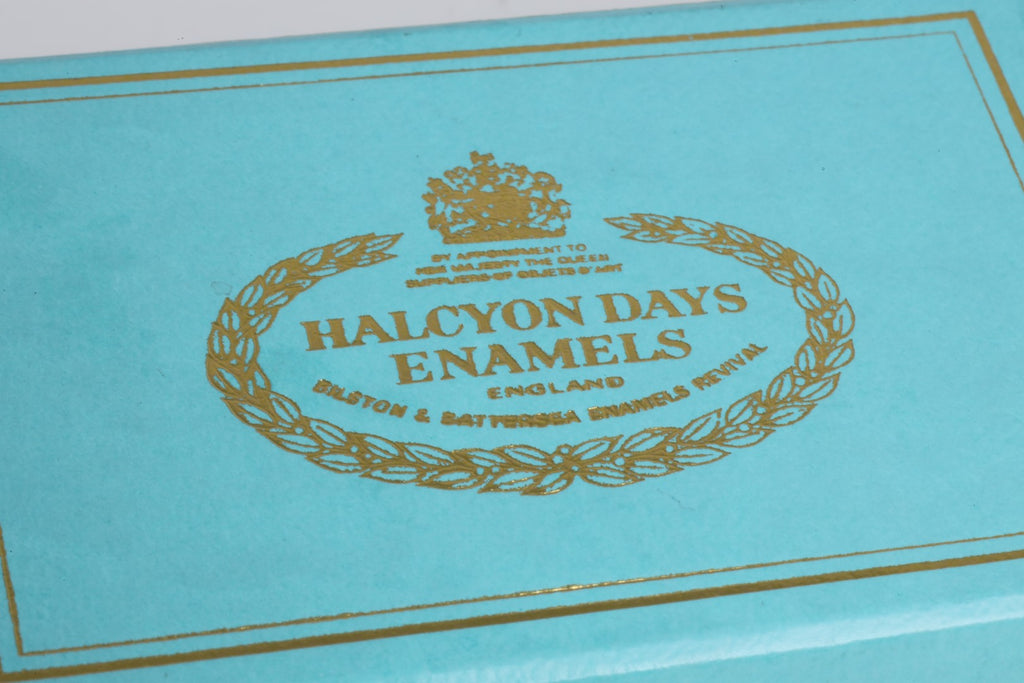 BY APPOINTMENT TO
HER MAJESTY THE QUEEN
SUPPLIERS OF OBJETS D'ART
HALCYON DAYS
ENAMELS
ENGLAND
BILSTON & BATTERSEA ENAMELS REVIVAL